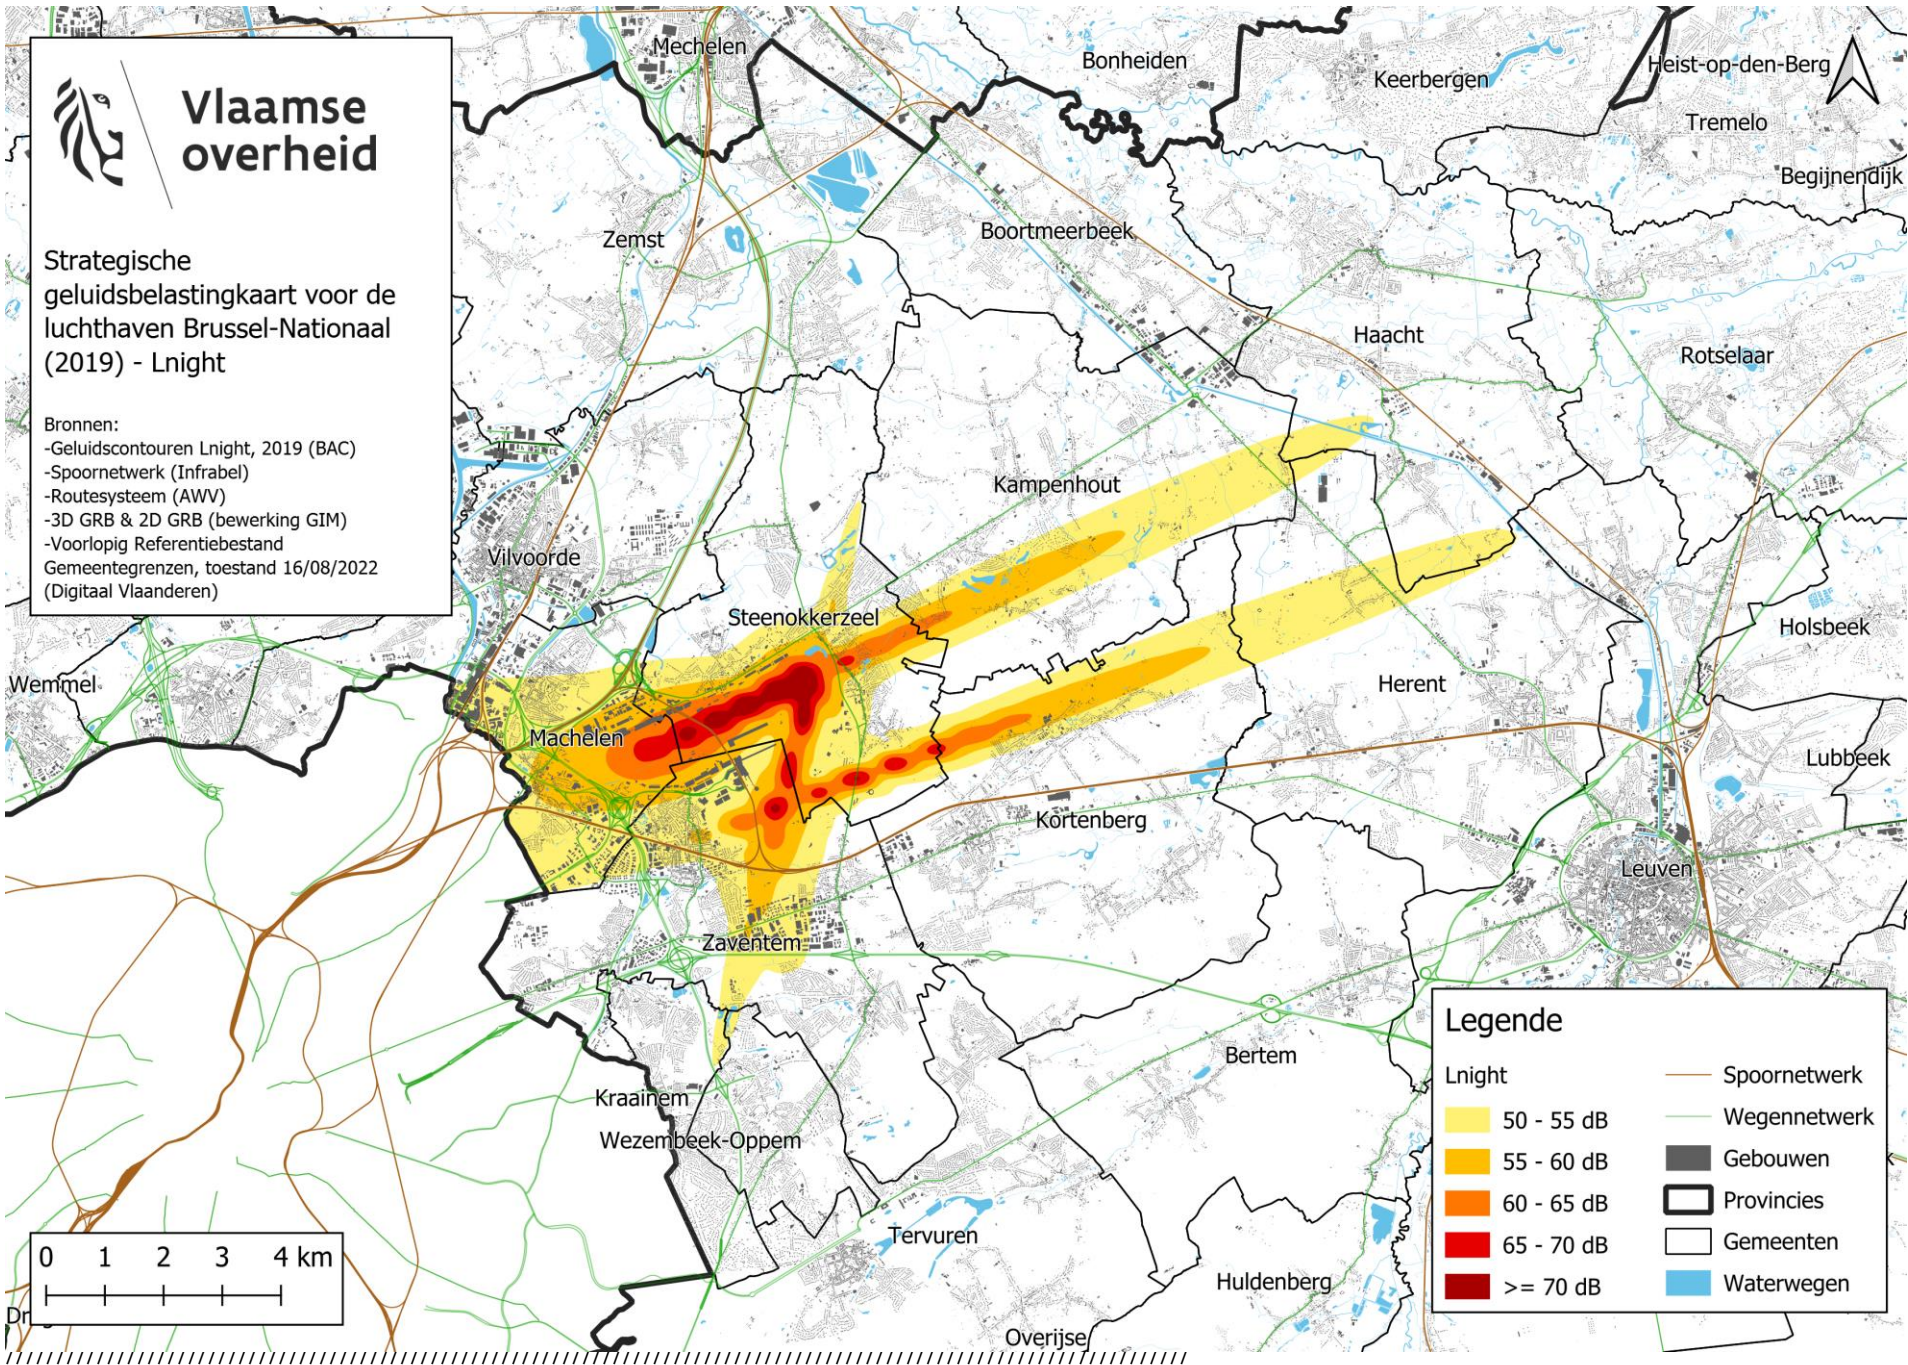 Vlaamse
overheid
Strategische
geluidsbelastingkaart voor de
luchthaven Brussel-Nationaal
(2019) - Lnight
Bronnen:
-Geluidscontouren Lnight, 2019 (BAC)
-Spoornetwerk (Infrabel)
-Routesysteem (AWV)
-3D GRB & 2D GRB (bewerking GIM)
-Voorlopig Referentiebestand
Gemeentegrenzen, toestand 16/08/2022
(Digitaal Vlaanderen)
Mechelen
Bonheiden
Keerbergen
Heist-op-den-Berg
Tremelo
Begijnendijk
Zemst
Boortmeerbeek
Haacht
Rotselaar
Kampenhout
Vilvoorde
Steenokkerzeel
Holsbeek
Wemmel
Herent
Machelen
Lubbeek
Kortenberg
Leuven
Zaventem
Bertem
Kraainem
Wezembeek-Oppem
Tervuren
Huldenberg
Overijse
Legende
Lnight
50 - 55 dB
55 - 60 dB
60 - 65 dB
65 - 70 dB
>= 70 dB
Spoornetwerk
Wegennetwerk
Gebouwen
Provincies
Gemeenten
Waterwegen
0 1 2 3 4 km